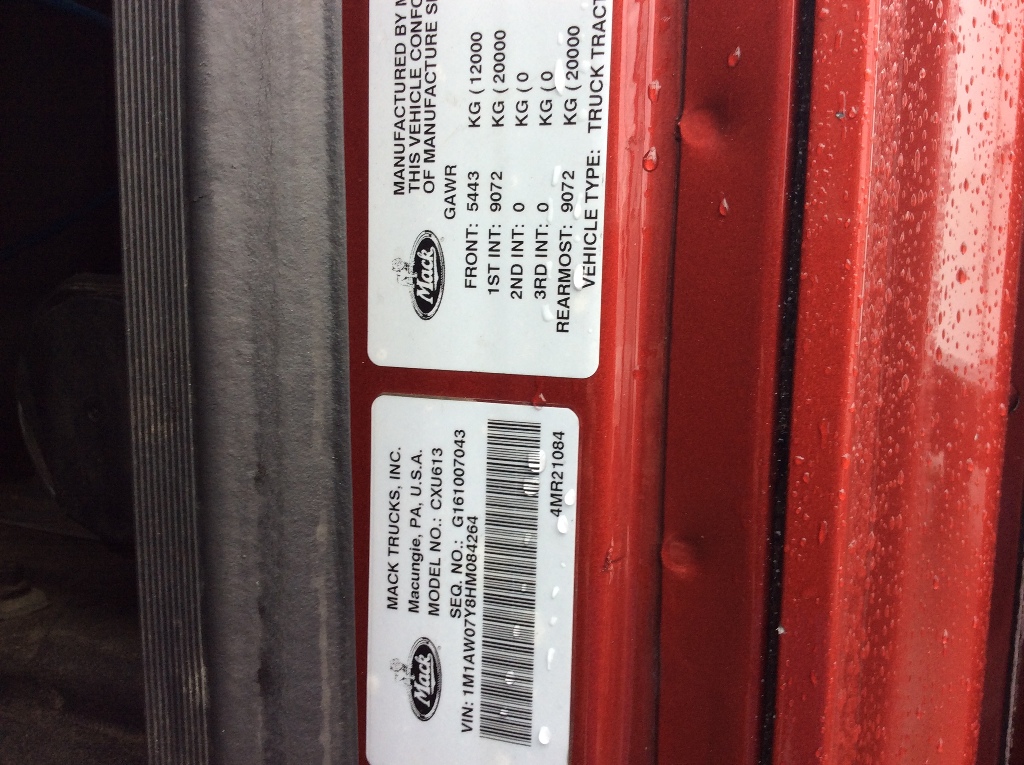 MANUFACTURED BY
THIS VEHICLE
OF MANUFACTURE
GAWR
Mack
FRONT: 5443 KG (12000
1ST INT: 9072 KG (20000
2ND INT: 0 KG (0
3RD INT: 0 KG (0
REARMOST: 9072 KG (20000
VEHICLE TYPE: TRUCK
MACK TRUCKS, INC.
Macungie, PA, U.S.A.
MODEL NO.: CXU613
SEQ. NO.: G161007043
Mack
VIN: 1M1AW07Y8HM084264
4MR21084